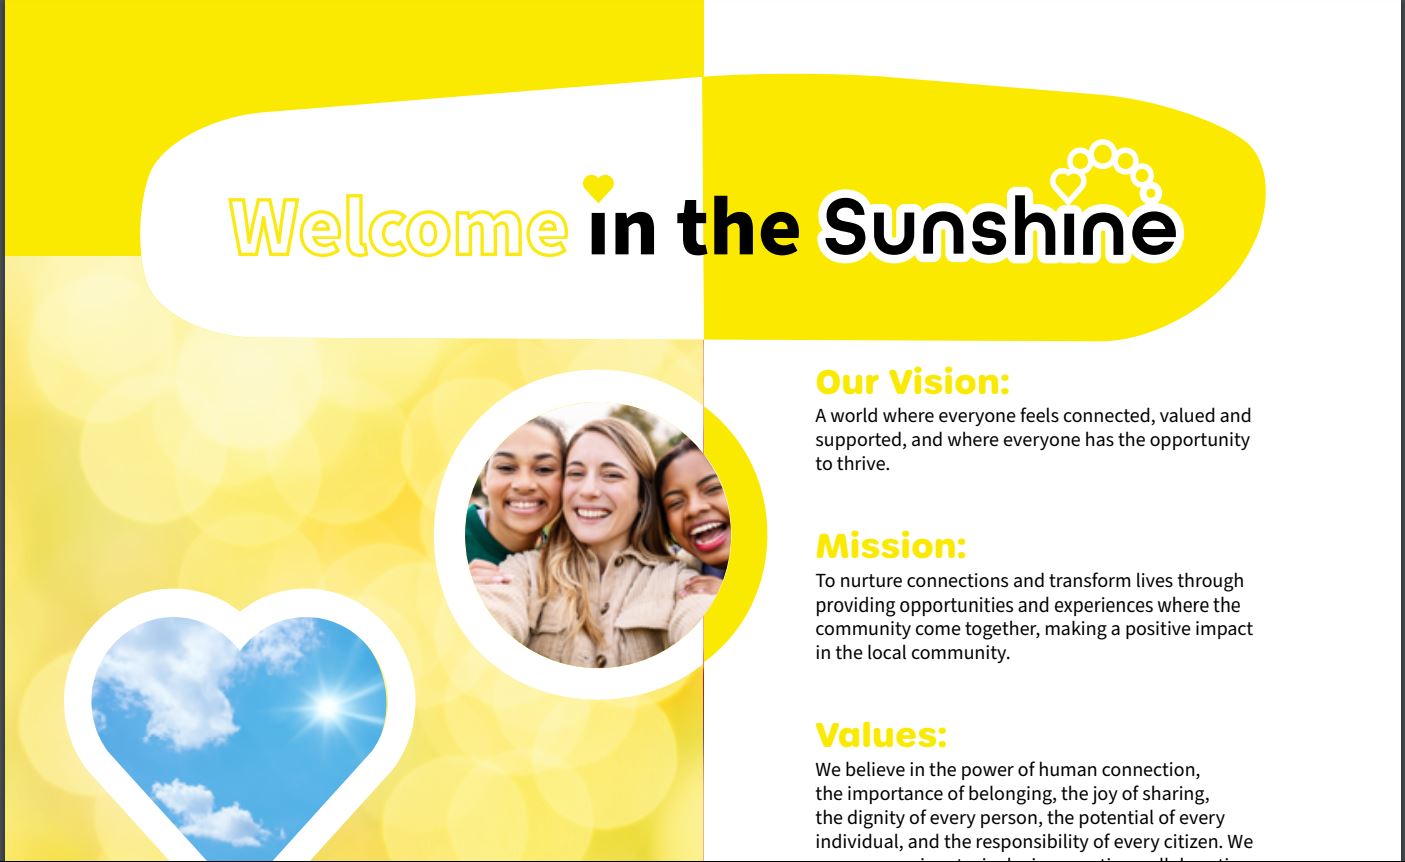 Welcome in the Sunshine
Our Vision:
A world where everyone feels connected, valued and
supported, and where everyone has the opportunity
to thrive.
Mission:
To nurture connections and transform lives through
providing opportunities and experiences where the
community come together, making a positive impact
in the local community.
Values:
We believe in the power of human connection,
the importance of belonging, the joy of sharing,
the dignity of every person, the potential of every
individual, and the responsibility of every citizen. We